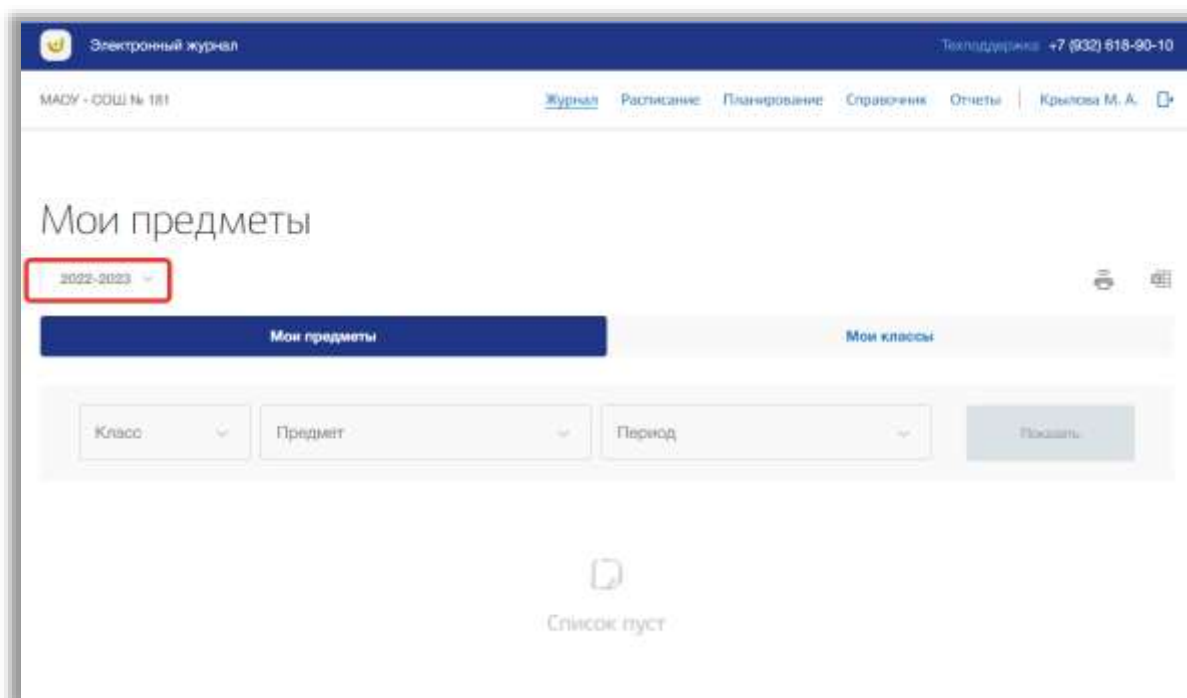 Электронный журнал Техподдержка +7 (932) 618-90-10
МАОУ - СОШ № 181 Журнал Расписание Планирование Справочник Отчеты Крылова М. А.
Мои предметы
2022-2023
Мои предметы Мои классы
Класс Предмет Период Показать
Список пуст